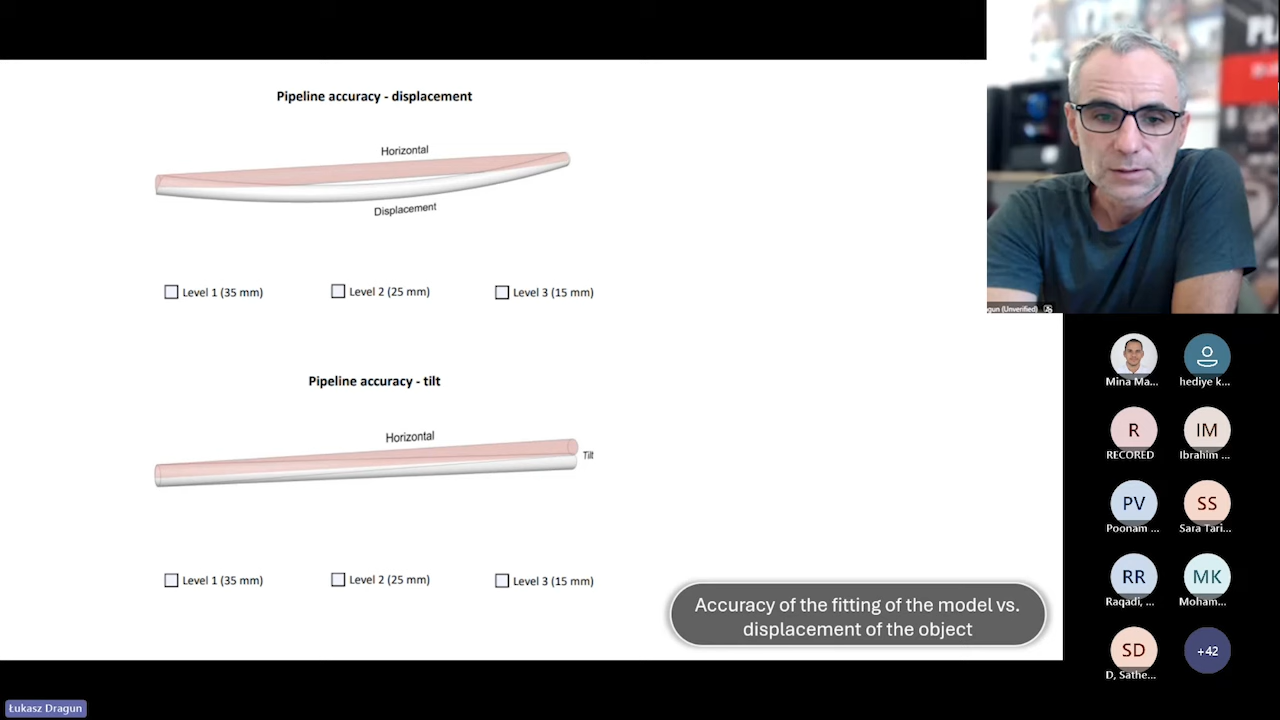 Pipeline accuracy - displacement
Horizontal
Displacement
Level 1 (35 mm)
Level 2 (25 mm)
Level 3 (15 mm)
Pipeline accuracy - tilt
Horizontal
Tilt
Level 1 (35 mm)
Level 2 (25 mm)
Level 3 (15 mm)
Accuracy of the fitting of the model vs.
displacement of the object
PL
gun (Unverified)
Mina Ma...
hediye k...
R
RECORED
IM
Ibrahim ...
PV
Poonam ...
SS
Sara Tari...
RR
Raqadi, ...
MK
Moham...
SD
D, Sathe...
+42
Łukasz Dragun